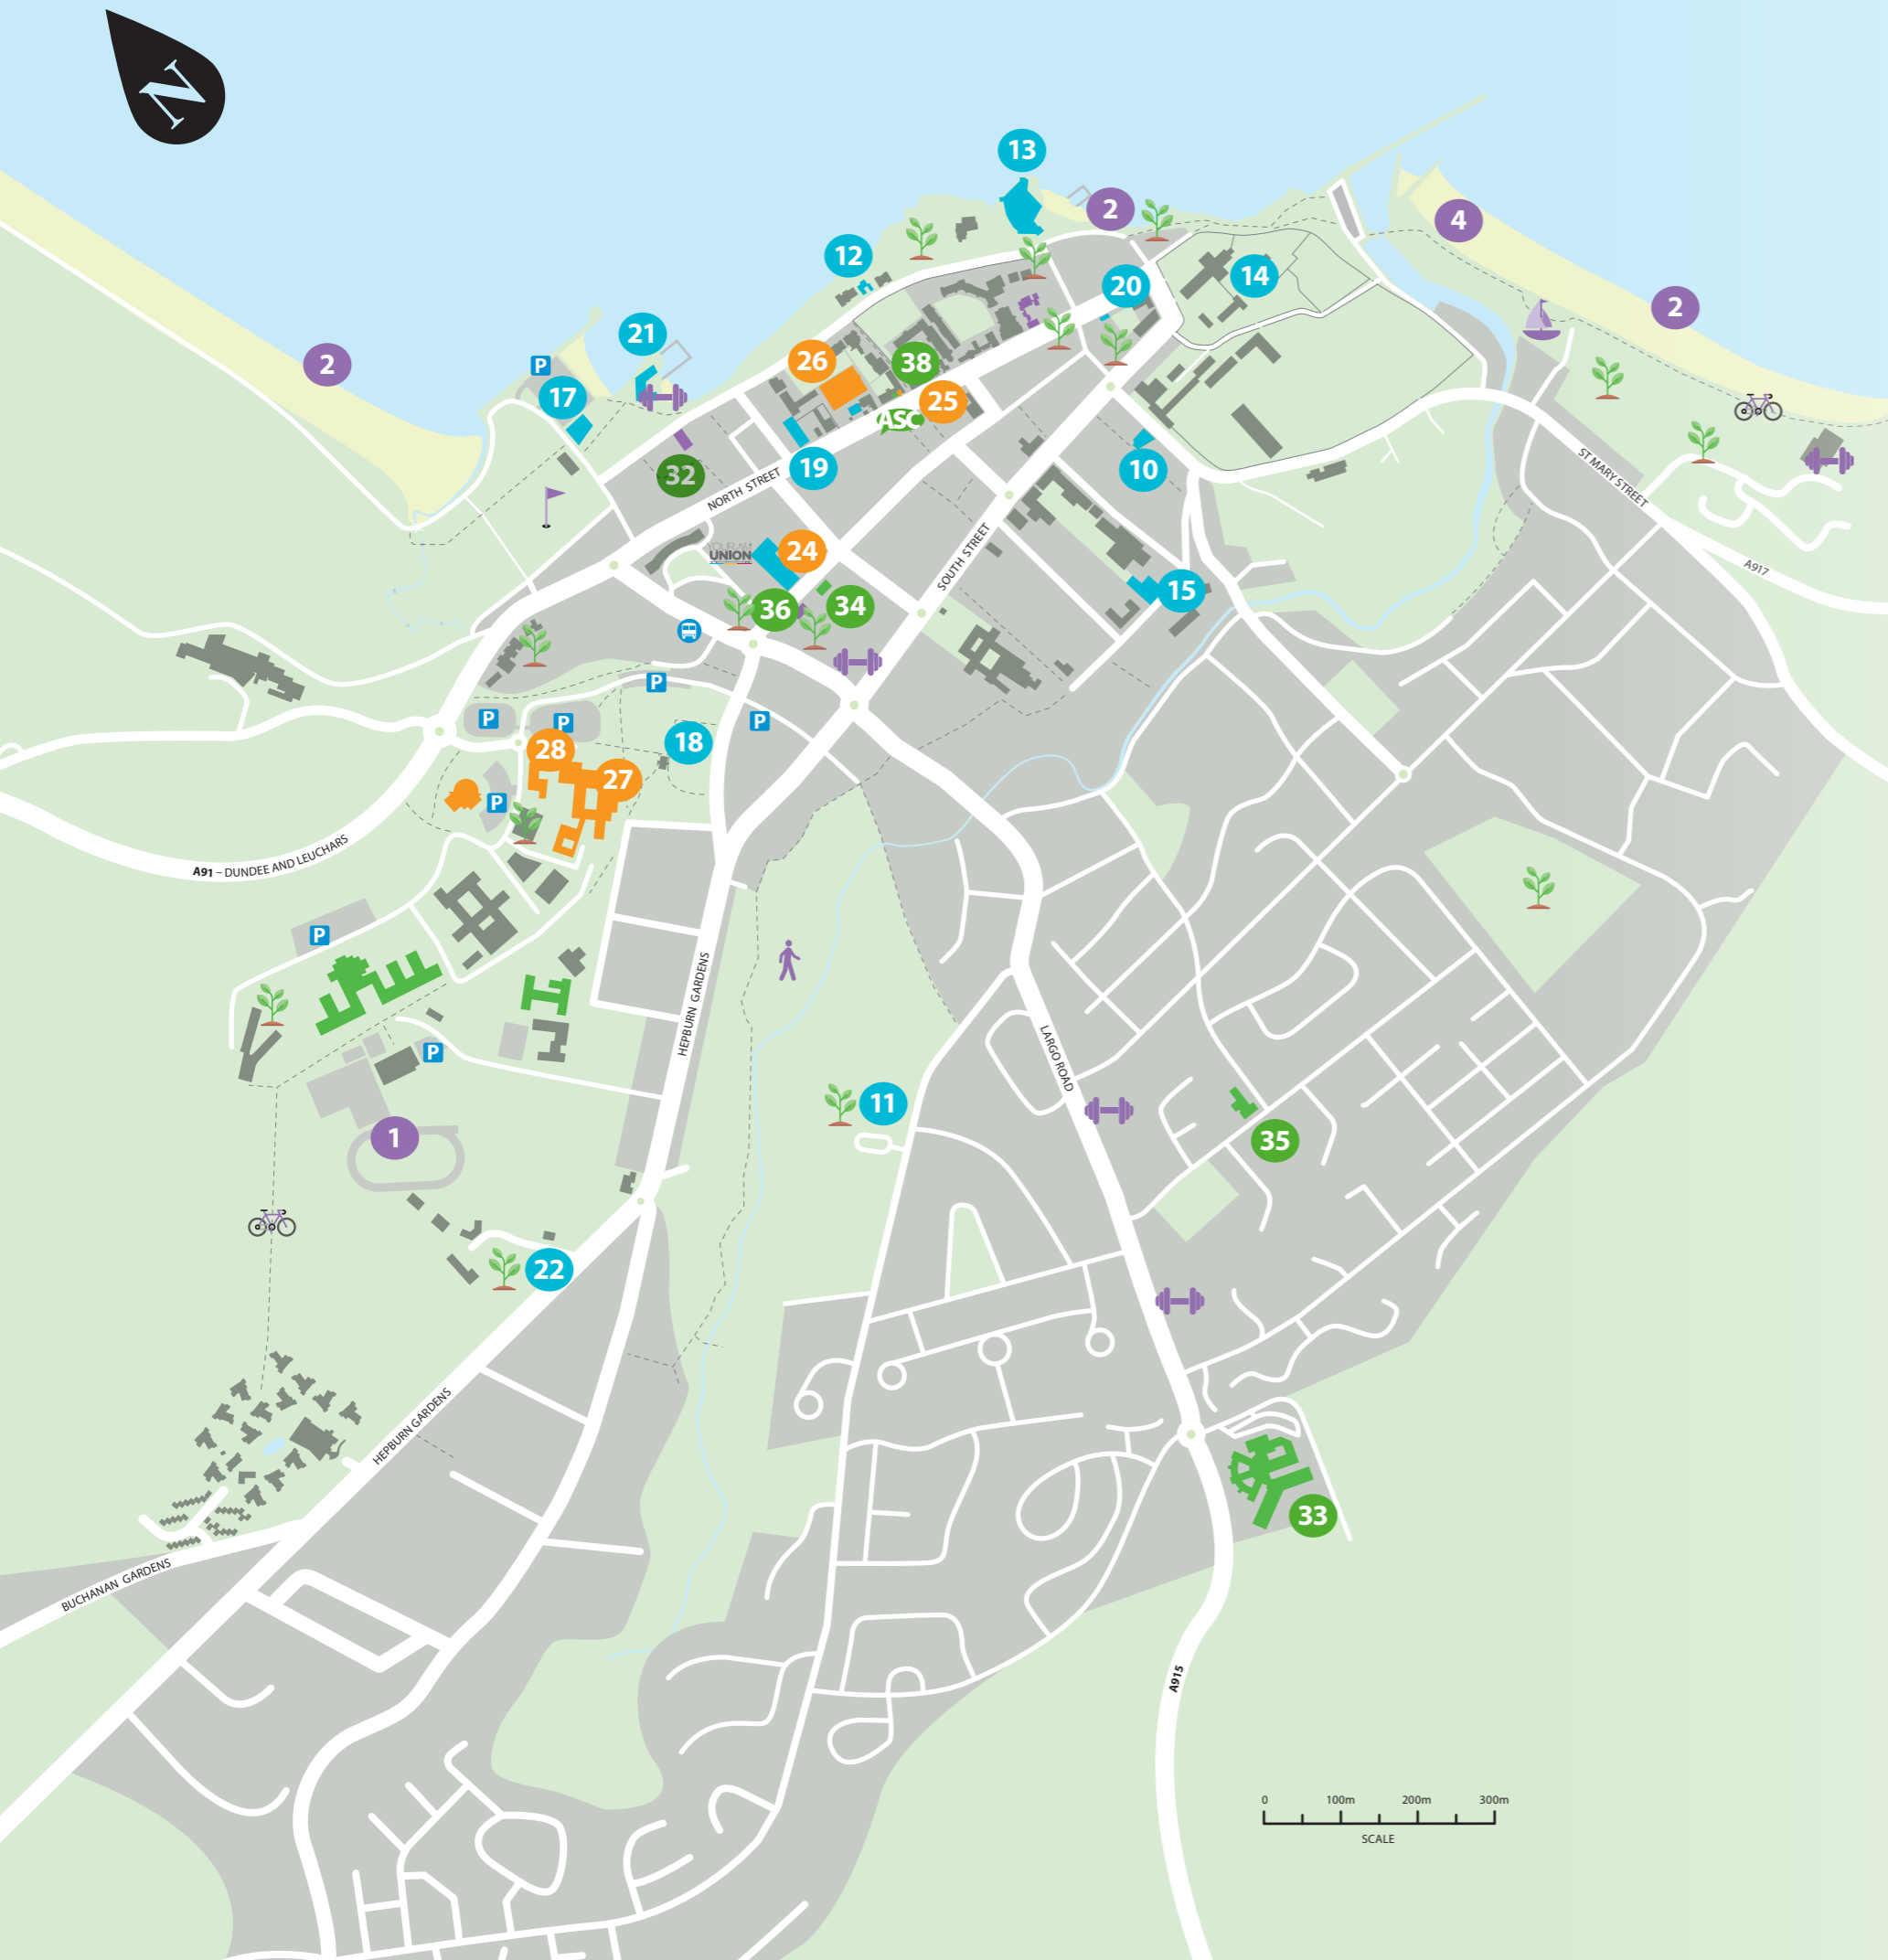 N
13
2
4
12
14
20
2
21
P
2
26
38
17
25
ASC
32
19
10
NORTH STREET
ST MARY STREET
UNION
24
SOUTH STREET
A917
15
36
34
P
P
P
P
18
28
27
P
A91 – DUNDEE AND LEUCHARS
P
HEPBURN GARDENS
P
LARGO ROAD
11
1
35
22
HEPBURN GARDENS
33
BUCHANAN GARDENS
A915
0 100m 200m 300m
SCALE